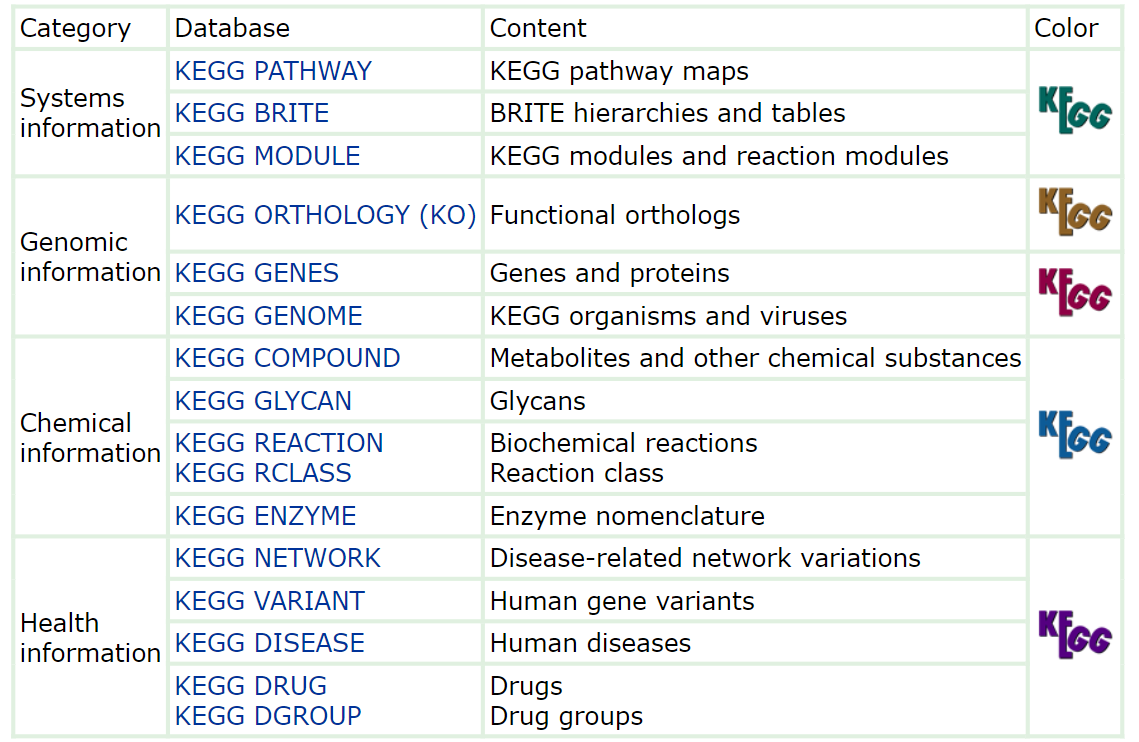 Category Database Content Color
Systems information
KEGG PATHWAY KEGG pathway maps
KEGG BRITE BRITE hierarchies and tables
KEGG MODULE KEGG modules and reaction modules
KEGG
Genomic information
KEGG ORTHOLOGY (KO) Functional orthologs
KEGG
KEGG GENES Genes and proteins
KEGG GENOME KEGG organisms and viruses
KEGG
Chemical information
KEGG COMPOUND Metabolites and other chemical substances
KEGG GLYCAN Glycans
KEGG REACTION Biochemical reactions
KEGG RCLASS Reaction class
KEGG ENZYME Enzyme nomenclature
KEGG
Health information
KEGG NETWORK Disease-related network variations
KEGG VARIANT Human gene variants
KEGG DISEASE Human diseases
KEGG DRUG Drugs
KEGG DGROUP Drug groups
KEGG